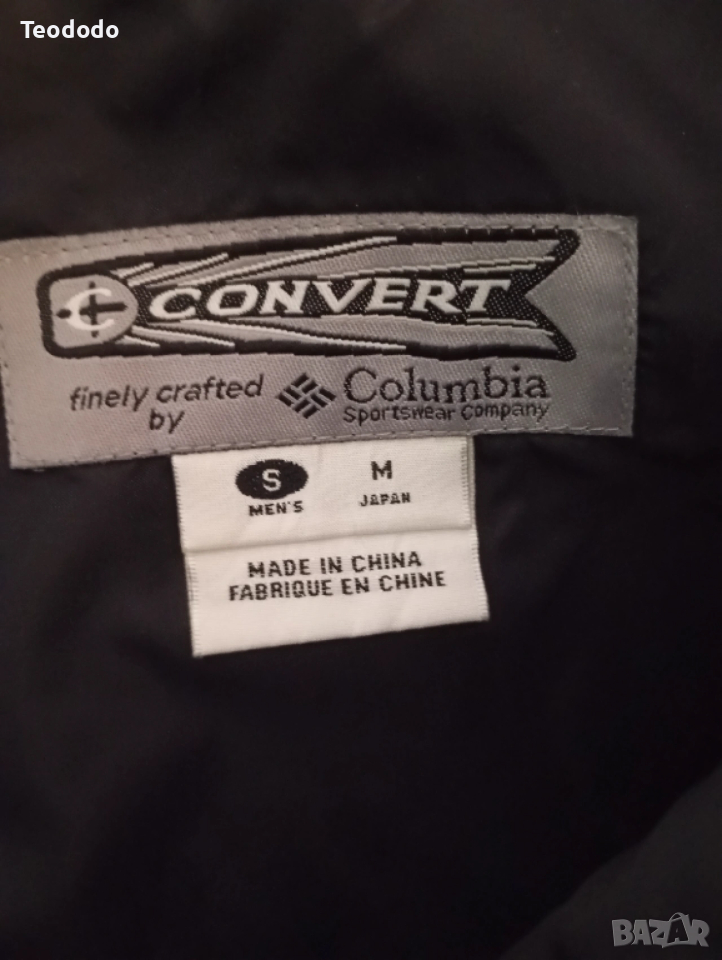 Teododo
C CONVERT
finely crafted by
Columbia
Sportswear Company
S M
MEN'S JAPAN
MADE IN CHINA
FABRIQUE EN CHINE
BAZAR